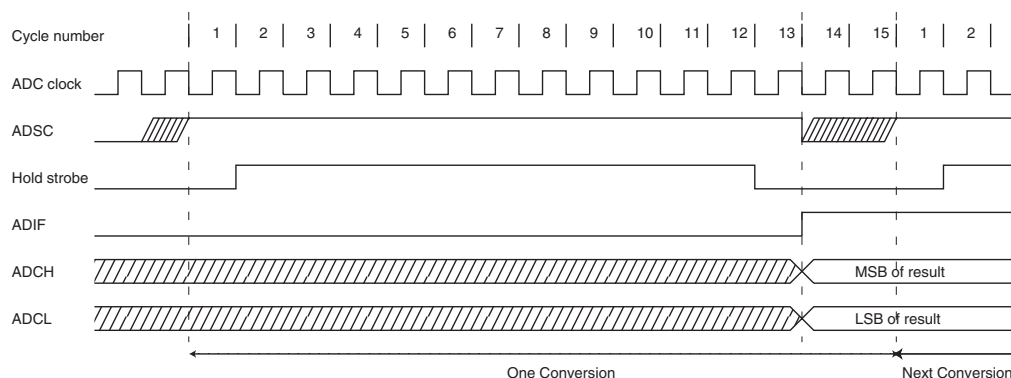 Cycle number 1 2 3 4 5 6 7 8 9 10 11 12 13 14 15 1 2
ADC clock
ADSC
Hold strobe
ADIF
ADCH MSB of result
ADCL LSB of result
One Conversion Next Conversion